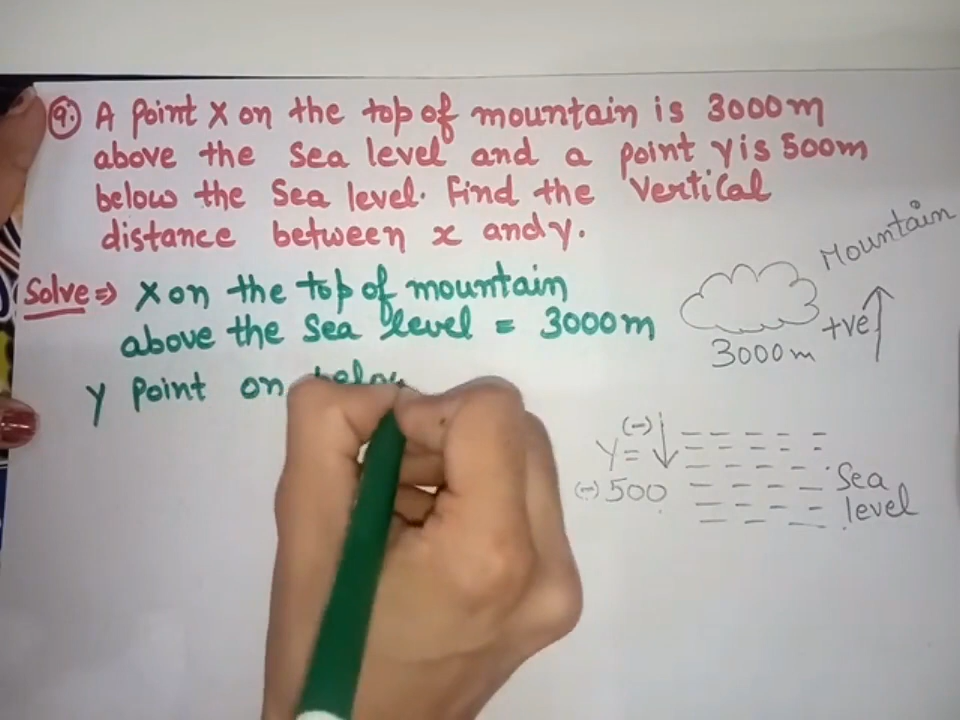 9. A point X on the top of mountain is 3000m
above the sea level and a point y is 500m
below the sea level. Find the vertical
distance between x and y.
Solve ⇒ X on the top of mountain
above the sea level = 3000m
Y point on below
Mountain
+ve
3000m
(-)
Y =
(-) 500
Sea
level